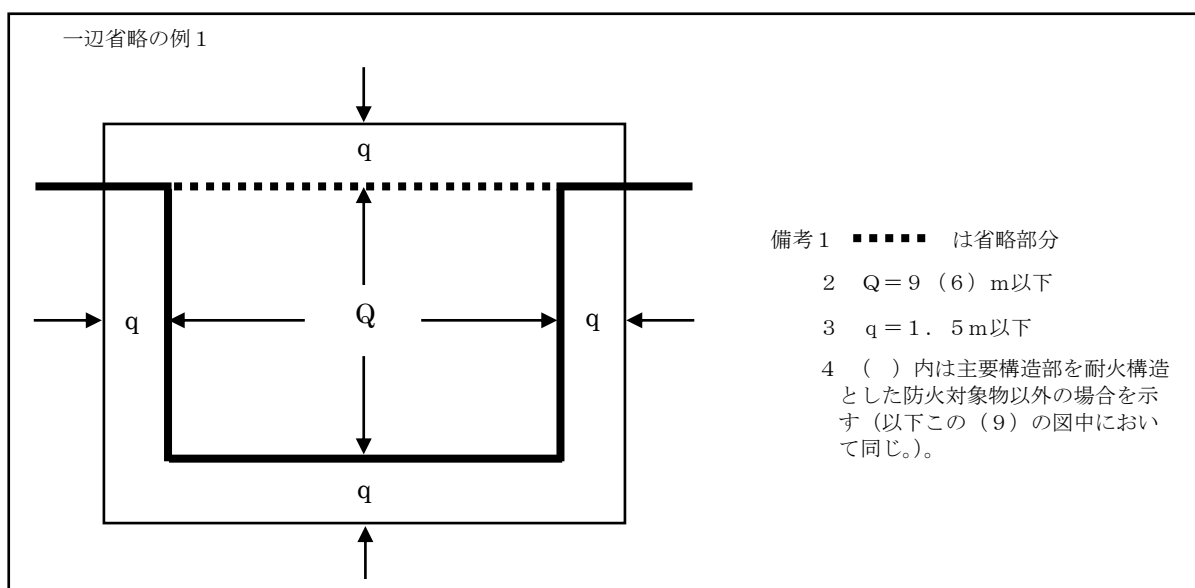 一辺省略の例１
q
q
Q
q
q
備考１ ▪▪▪▪▪▪ は省略部分
２ Ｑ＝９（６）ｍ以下
３ ｑ＝１．５ｍ以下
４ （ ）内は主要構造部を耐火構造
とした防火対象物以外の場合を示
す（以下この（９）の図中におい
て同じ。）。